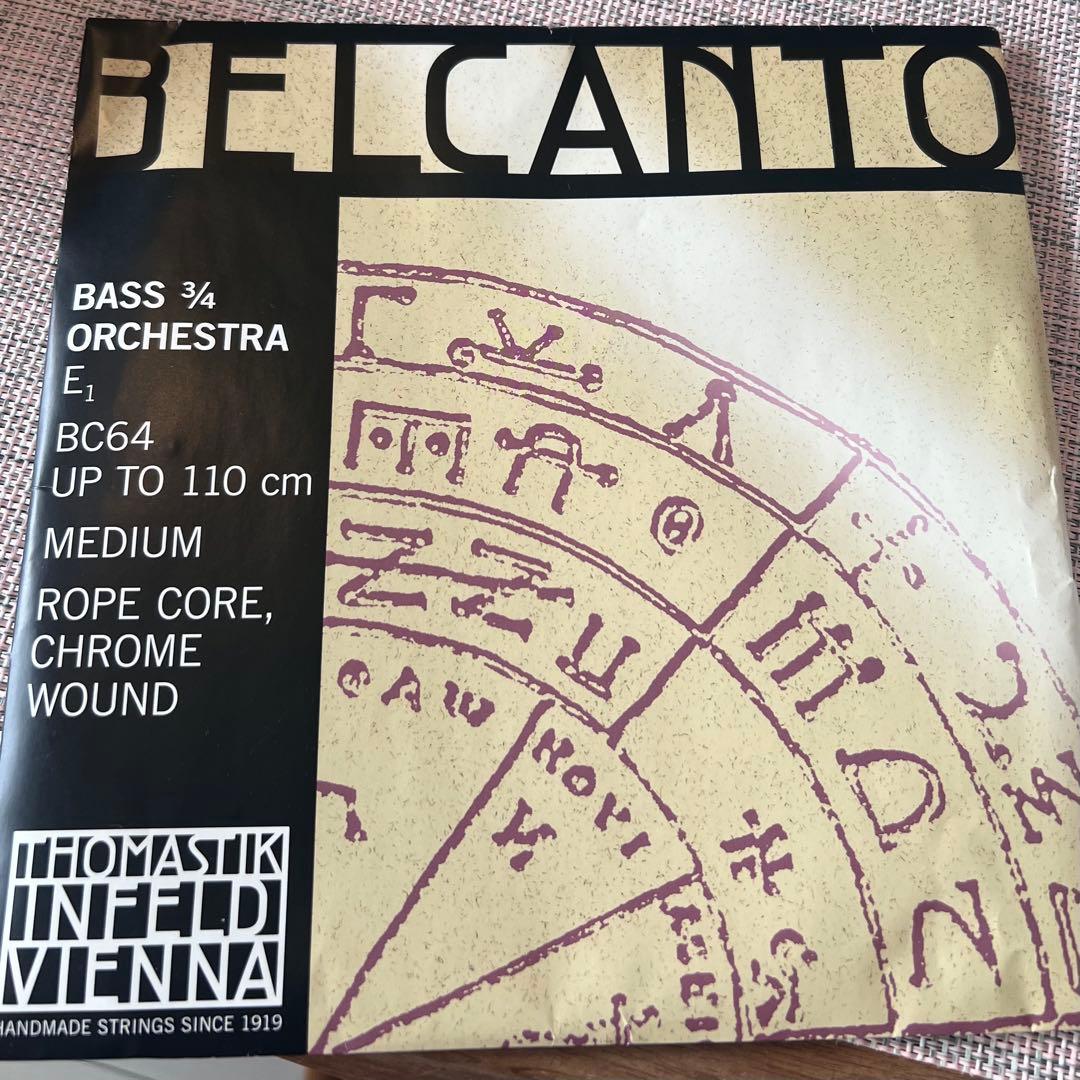 BELCANTO
BASS ¾
ORCHESTRA
E₁
BC64
UP TO 110 cm
MEDIUM
ROPE CORE,
CHROME
WOUND
THOMASTIK
INFELD
VIENNA
HANDMADE STRINGS SINCE 1919